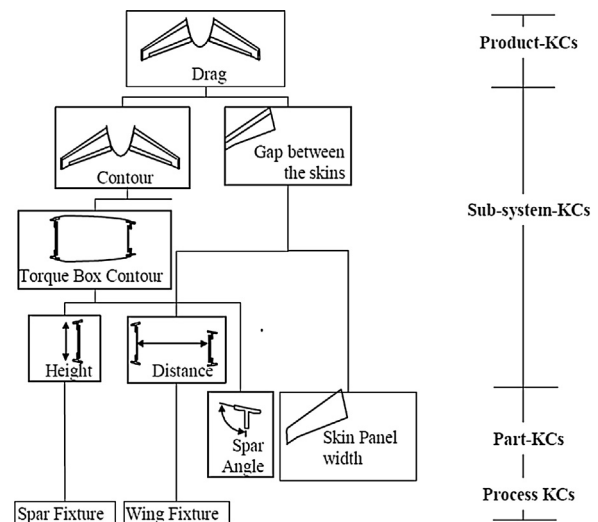 Product-KCs
Drag
Contour
Gap between
the skins
Sub-system-KCs
Torque Box Contour
Height
Distance
Spar
Angle
Skin Panel
width
Part-KCs
Process KCs
Spar Fixture
Wing Fixture